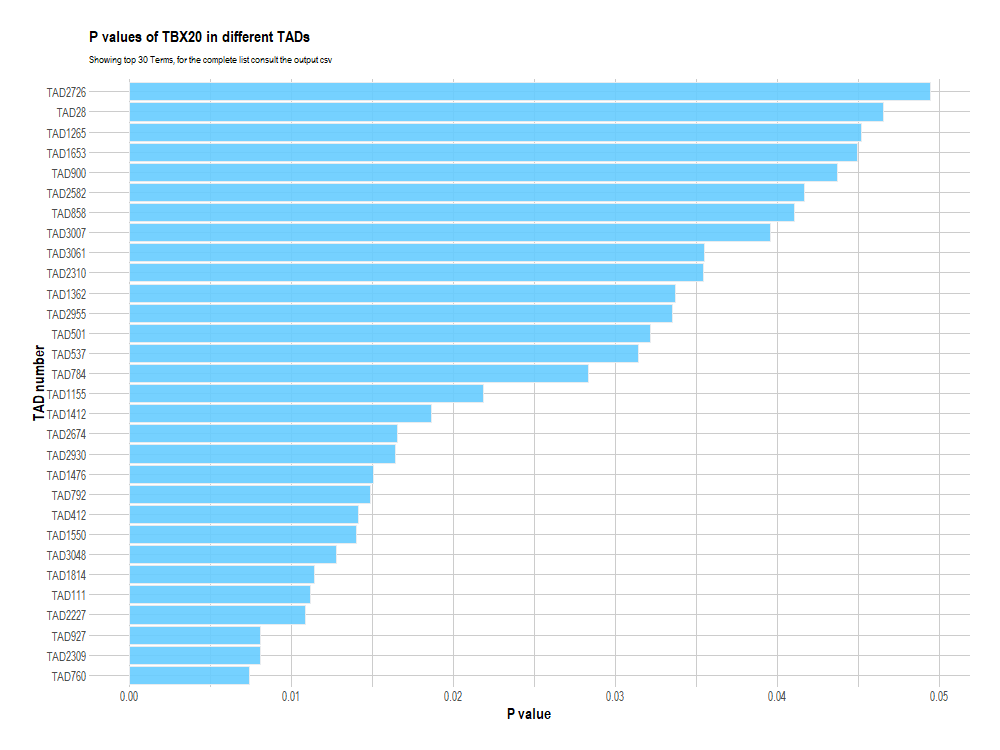 P values of TBX20 in different TADs
Showing top 30 Terms, for the complete list consult the output csv
TAD number
TAD2726
TAD28
TAD1265
TAD1653
TAD900
TAD2582
TAD858
TAD3007
TAD3061
TAD2310
TAD1362
TAD2955
TAD501
TAD537
TAD784
TAD1155
TAD1412
TAD2674
TAD2930
TAD1476
TAD792
TAD412
TAD1550
TAD3048
TAD1814
TAD111
TAD2227
TAD927
TAD2309
TAD760
0.00 0.01 0.02 0.03 0.04 0.05
P value